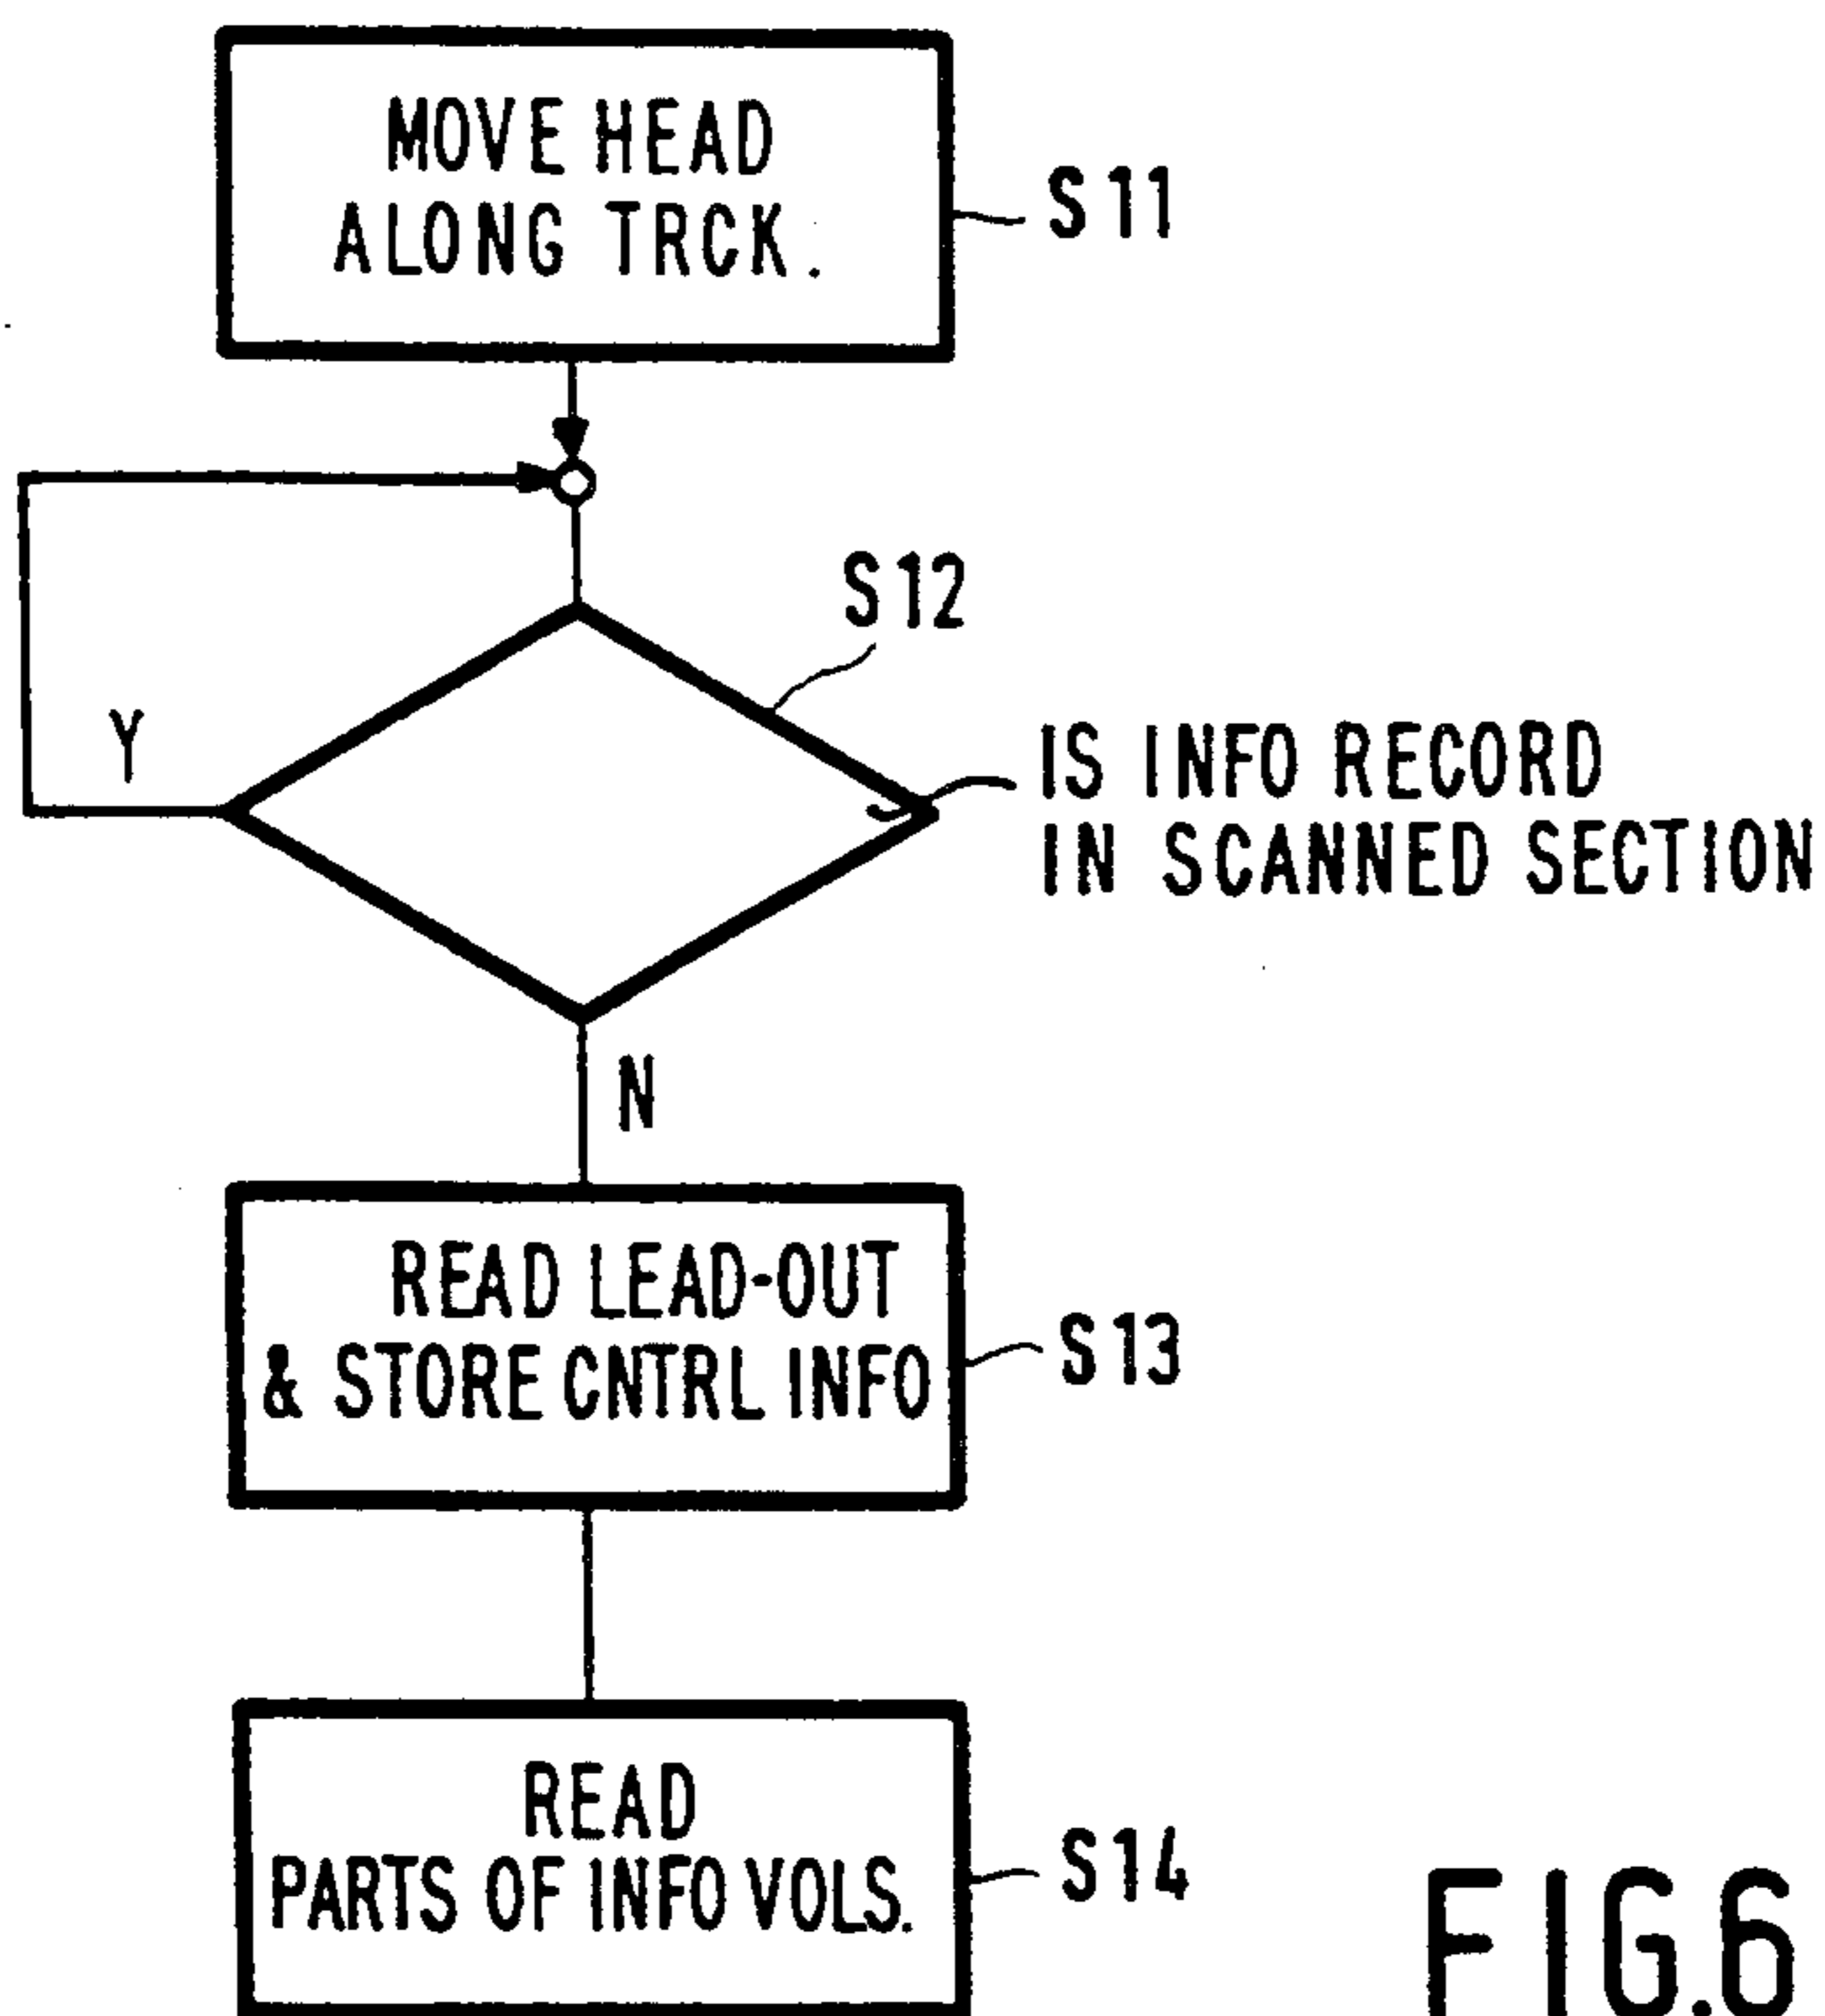 MOVE HEAD
ALONG TRCK.
S11
S12
Y
IS INFO RECORD
IN SCANNED SECTION
N
READ LEAD-OUT
& STORE CNTRL INFO
S13
READ
PARTS OF INFO VOLS.
S14
FIG.6